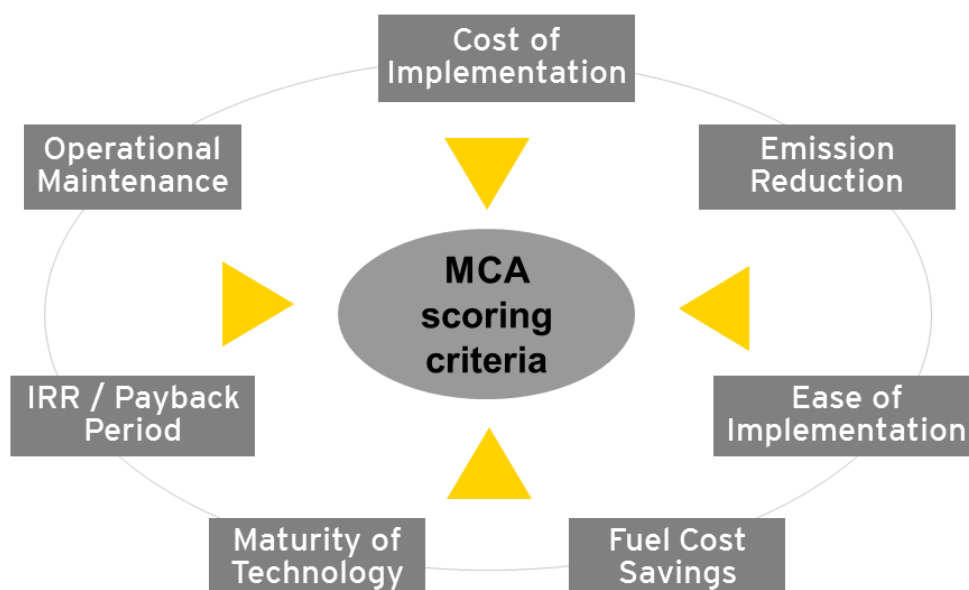 Cost of
Implementation
Operational
Maintenance
Emission
Reduction
MCA
scoring
criteria
IRR / Payback
Period
Ease of
Implementation
Maturity of
Technology
Fuel Cost
Savings